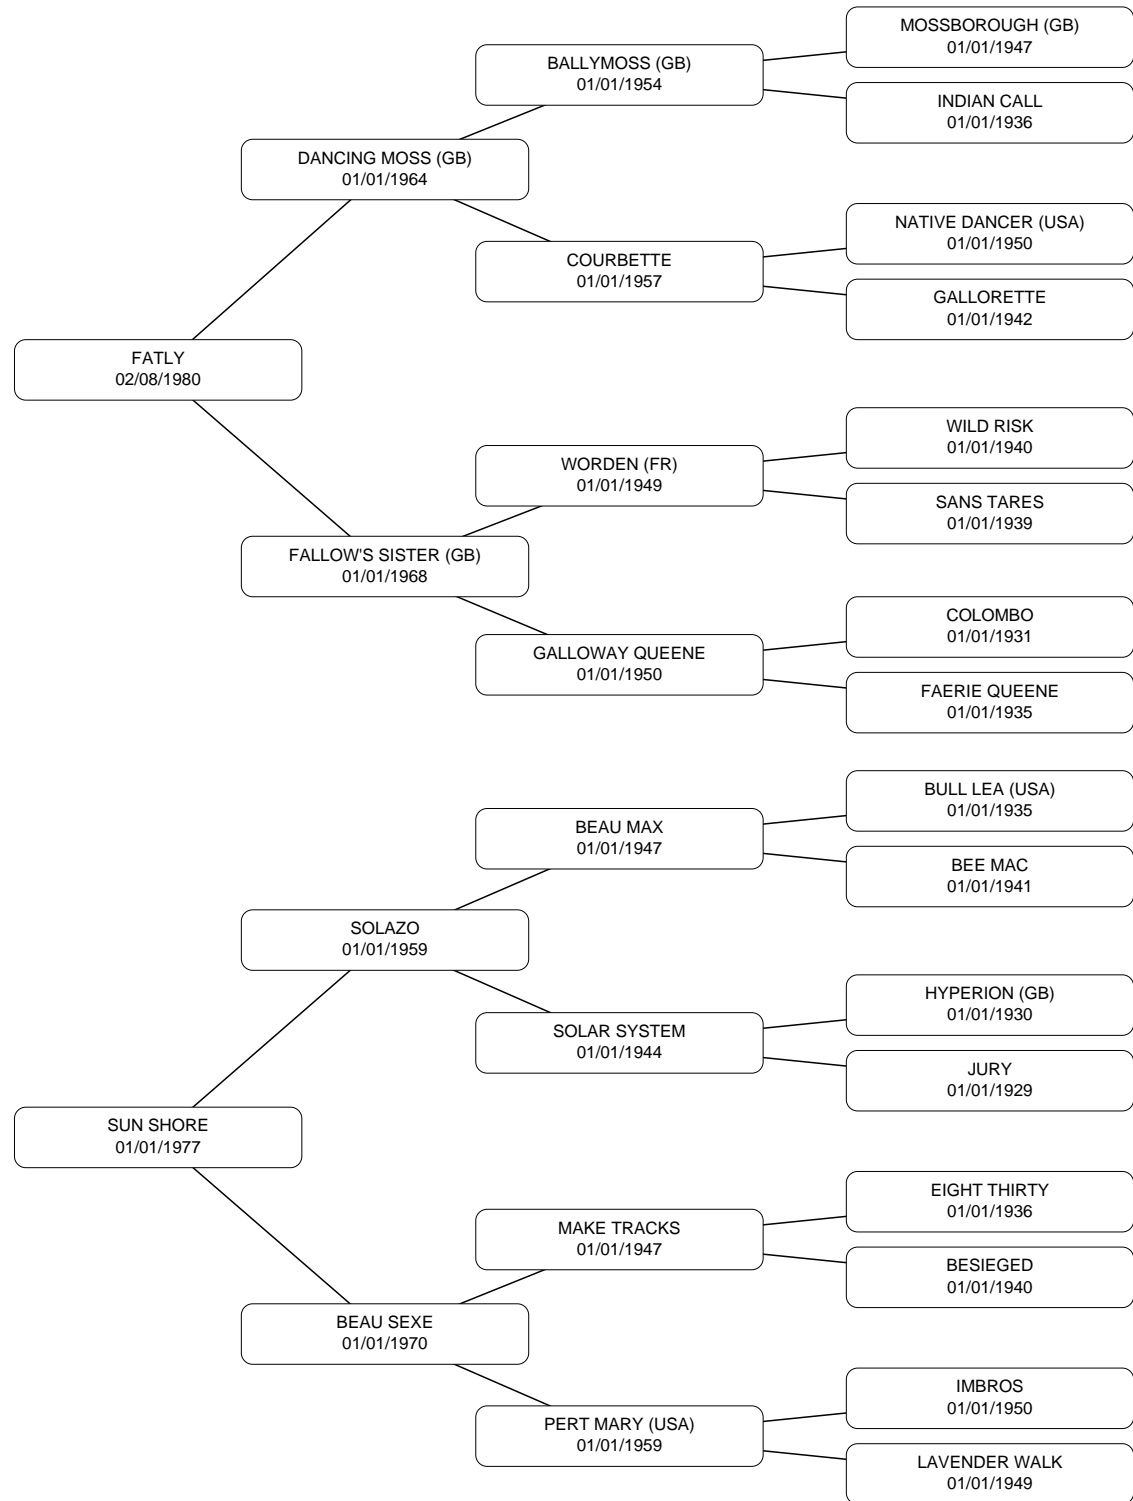 MOSSBOROUGH (GB)
01/01/1947
BALLYMOSS (GB)
01/01/1954
INDIAN CALL
01/01/1936
DANCING MOSS (GB)
01/01/1964
NATIVE DANCER (USA)
01/01/1950
COURBETTE
01/01/1957
GALLORETTE
01/01/1942
FATLY
02/08/1980
WILD RISK
01/01/1940
WORDEN (FR)
01/01/1949
SANS TARES
01/01/1939
FALLOW'S SISTER (GB)
01/01/1968
COLOMBO
01/01/1931
GALLOWAY QUEENE
01/01/1950
FAERIE QUEENE
01/01/1935
BULL LEA (USA)
01/01/1935
BEAU MAX
01/01/1947
BEE MAC
01/01/1941
SOLAZO
01/01/1959
HYPERION (GB)
01/01/1930
SOLAR SYSTEM
01/01/1944
JURY
01/01/1929
SUN SHORE
01/01/1977
EIGHT THIRTY
01/01/1936
MAKE TRACKS
01/01/1947
BESIEGED
01/01/1940
BEAU SEXE
01/01/1970
IMBROS
01/01/1950
PERT MARY (USA)
01/01/1959
LAVENDER WALK
01/01/1949